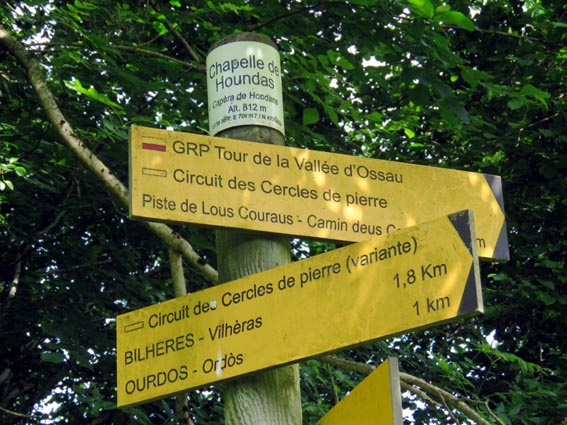 Chapelle de
Houndas
Capèra de Hondaas
Alt. 812 m
GRP Tour de la Vallée d'Ossau
Circuit des Cercles de pierre
Piste de Lous Couraus - Camin deus m
Circuit des Cercles de pierre (variante)
BILHERES - Vilhèras 1,8 Km
OURDOS - Ordòs 1 km